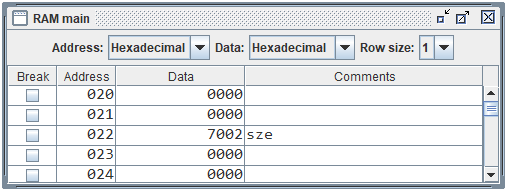 RAM main
Address: Hexadecimal Data: Hexadecimal Row size: 1
Break Address Data Comments
020 0000
021 0000
022 7002 sze
023 0000
024 0000